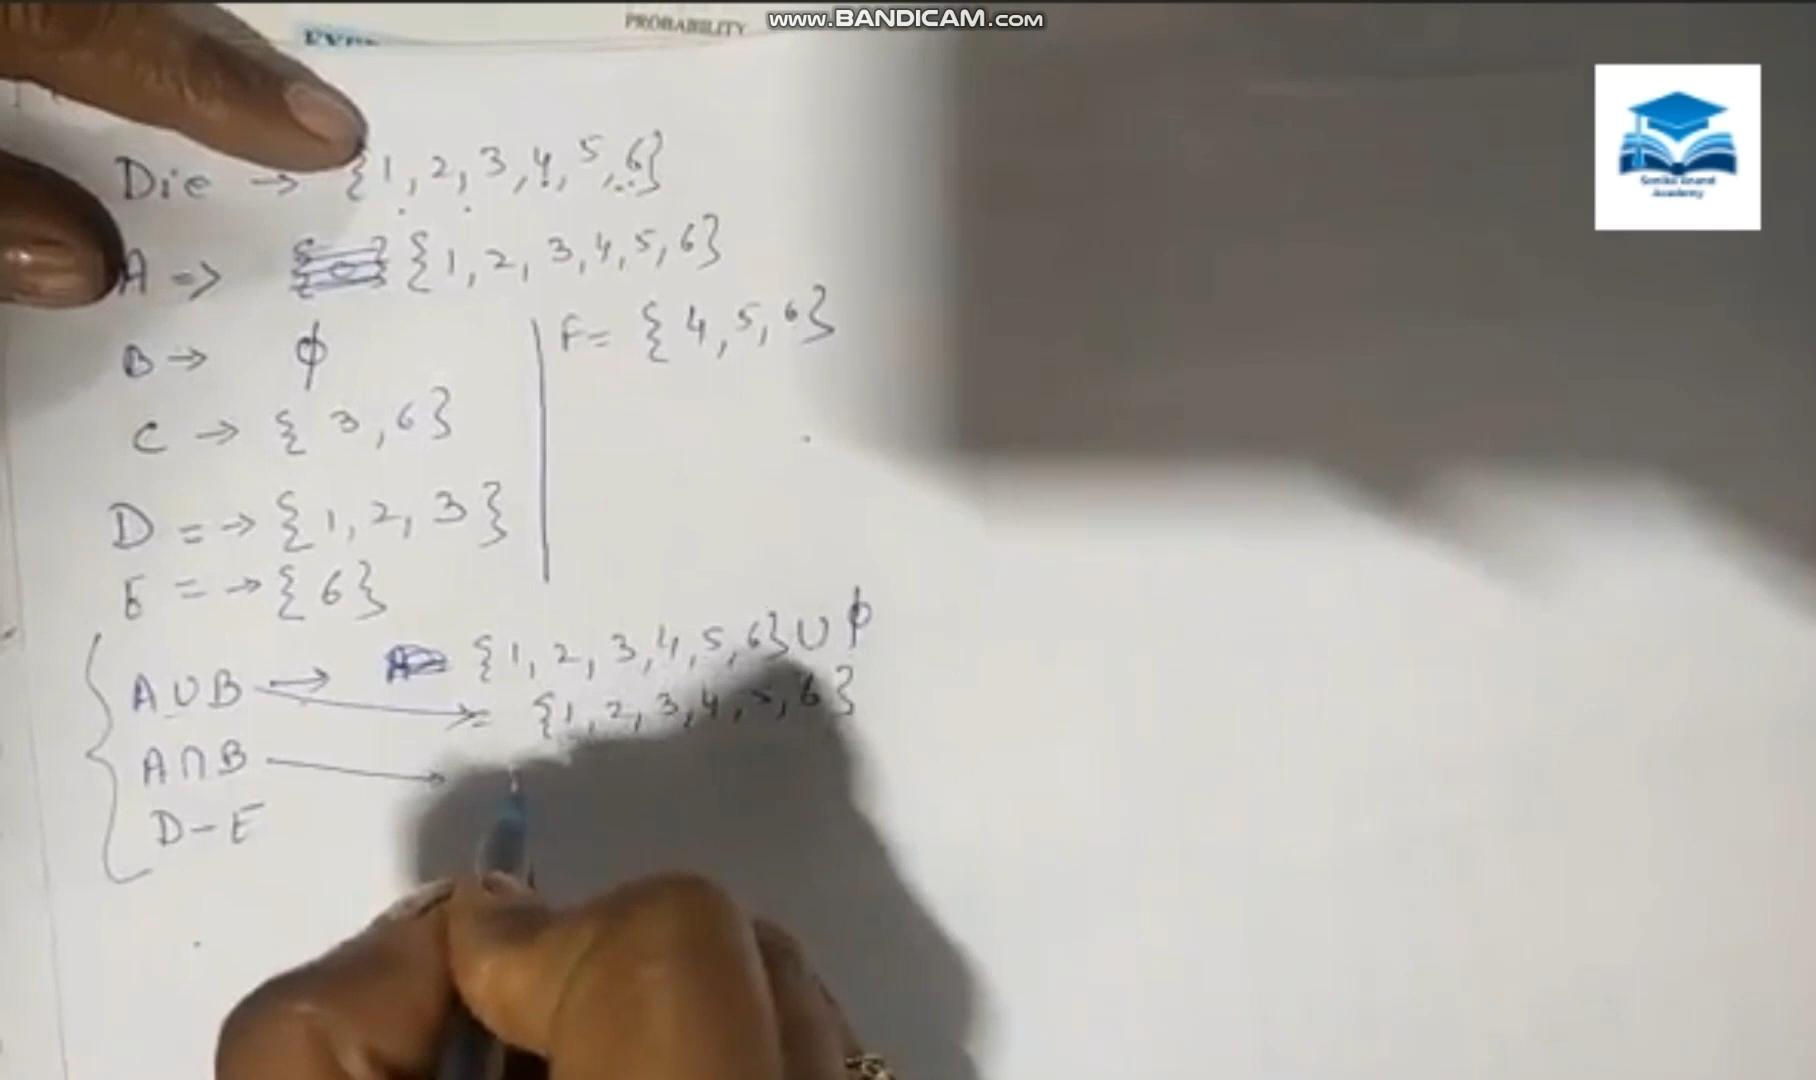 www.BANDICAM.com
PROBABILITY
Die → {1, 2, 3, 4, 5, 6}
A => {1, 2, 3, 4, 5, 6}
B → ϕ
F = {4, 5, 6}
C → {3, 6}
D = → {1, 2, 3}
E = → {6}
A∪B → {1, 2, 3, 4, 5, 6} ∪ ϕ
= {1, 2, 3, 4, 5, 6}
A∩B →
D – E
Academy